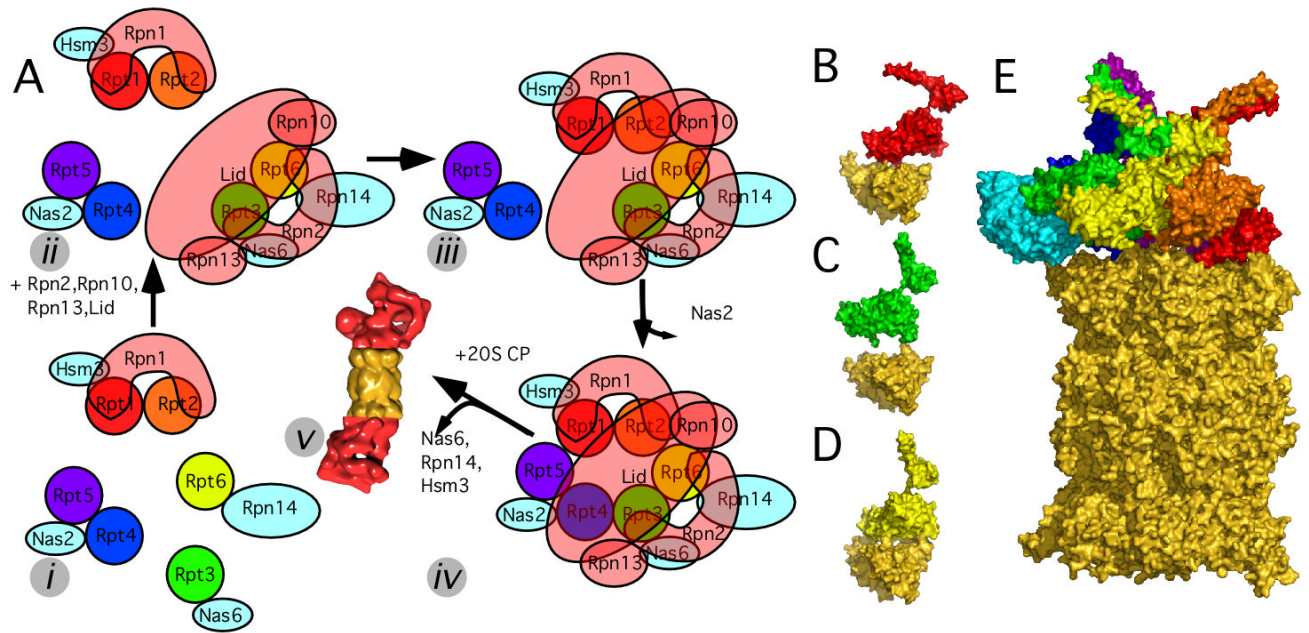 A
Hsm3
Rpn1
Rpt1
Rpt2
Rpt5
Nas2
Rpt4
ii
Rpn10
Lid
Rpt6
Rpt3
Rpn14
Rpn2
Nas6
Rpn13
Rpn1
Hsm3
Rpt1
Rpt2
Rpn10
Rpt5
Nas2
Rpt4
iii
Lid
Rpt6
Rpt3
Rpn14
Rpn2
Nas6
Rpn13
+ Rpn2,Rpn10,
Rpn13,Lid
Nas2
+20S CP
Hsm3
Rpn1
Rpt1
Rpt2
Rpt5
Nas2
Rpt4
i
Rpt6
Rpn14
Rpt3
Nas6
v
Nas6,
Rpn14,
Hsm3
Rpn1
Hsm3
Rpt1
Rpt2
Rpn10
Rpt5
Nas2
Rpt4
Lid
Rpt6
Rpt3
Rpn14
Rpn2
Nas6
Rpn13
iv
B
C
D
E